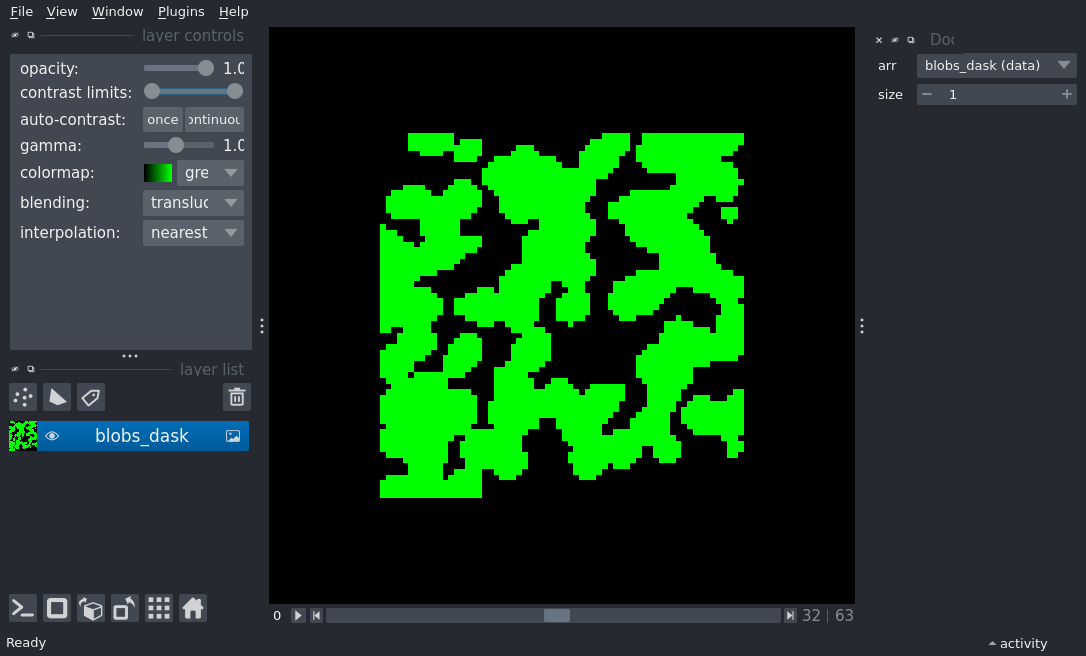 File View Window Plugins Help
layer controls
opacity: 1.0
contrast limits:
auto-contrast: once ontinuou
gamma: 1.0
colormap: gre
blending: transluc
interpolation: nearest
layer list
blobs_dask
Ready
0 32 | 63
Doc
arr blobs_dask (data)
size 1
activity